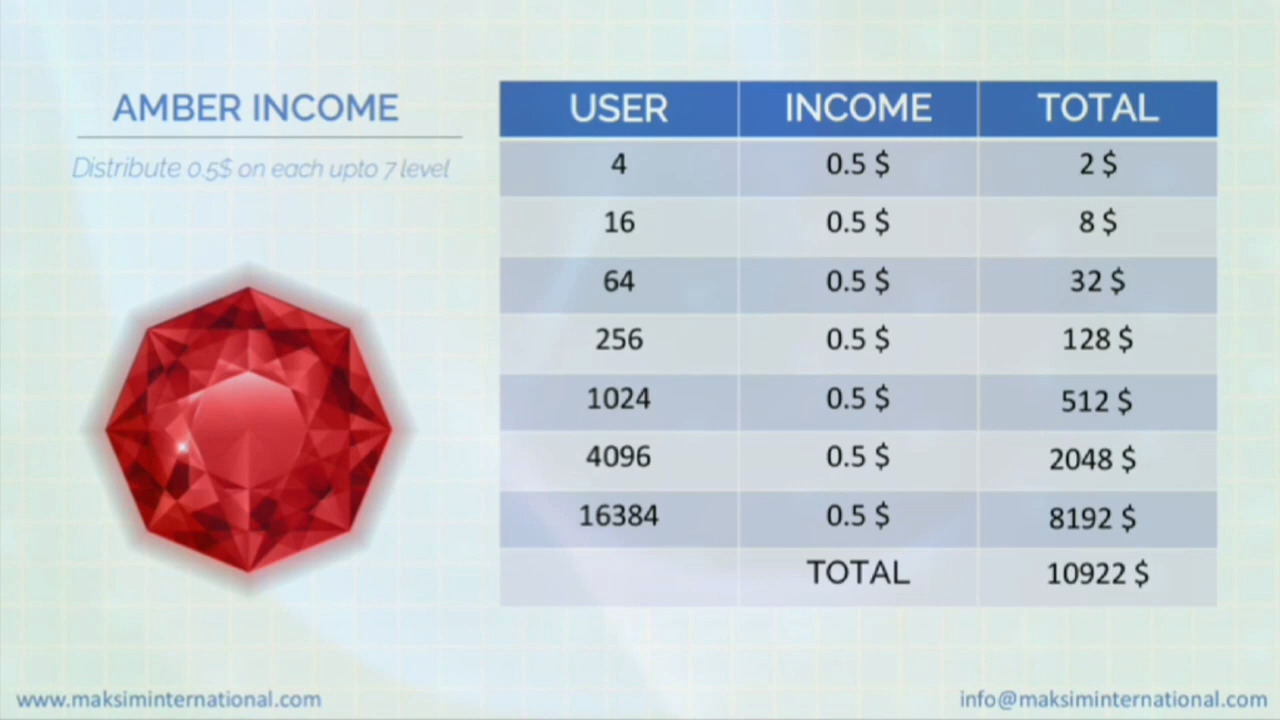 AMBER INCOME
Distribute 0.5$ on each upto 7 level
USER INCOME TOTAL
4 0.5 $ 2 $
16 0.5 $ 8 $
64 0.5 $ 32 $
256 0.5 $ 128 $
1024 0.5 $ 512 $
4096 0.5 $ 2048 $
16384 0.5 $ 8192 $
TOTAL 10922 $
www.maksiminternational.com
info@maksiminternational.com